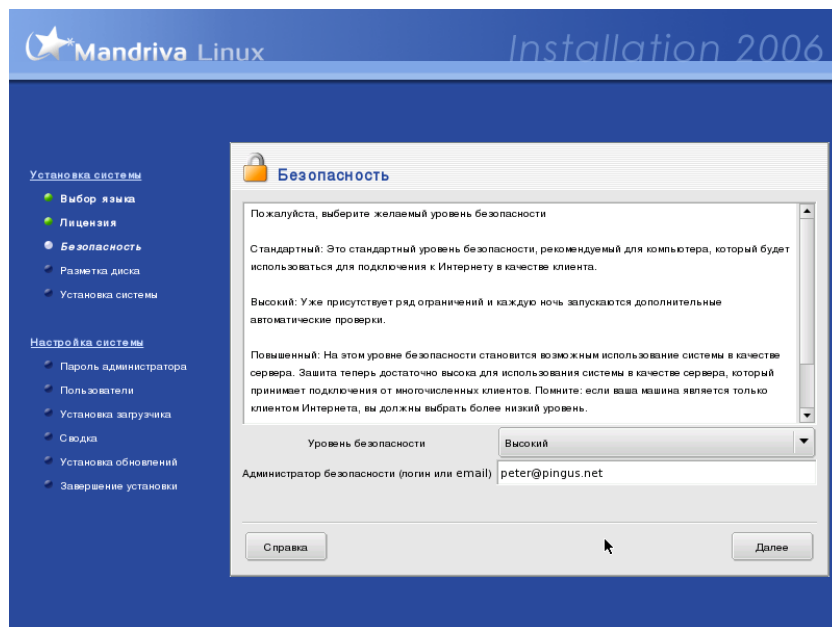 Mandriva Linux
Installation 2006
Установка системы
Выбор языка
Лицензия
Безопасность
Разметка диска
Установка системы
Настройка системы
Пароль администратора
Пользователи
Установка загрузчика
Сводка
Установка обновлений
Завершение установки
Безопасность
Пожалуйста, выберите желаемый уровень безопасности
Стандартный: Это стандартный уровень безопасности, рекомендуемый для компьютера, который будет
использоваться для подключения к Интернету в качестве клиента.
Высокий: Уже присутствует ряд ограничений и каждую ночь запускаются дополнительные
автоматические проверки.
Повышенный: На этом уровне безопасности становится возможным использование системы в качестве
сервера. Зашита теперь достаточно высока для использования системы в качестве сервера, который
принимает подключения от многочисленных клиентов. Помните: если ваша машина является только
клиентом Интернета, вы должны выбрать более низкий уровень.
Уровень безопасности
Высокий
Администратор безопасности (логин или email)
peter@pingus.net
Справка
Далее